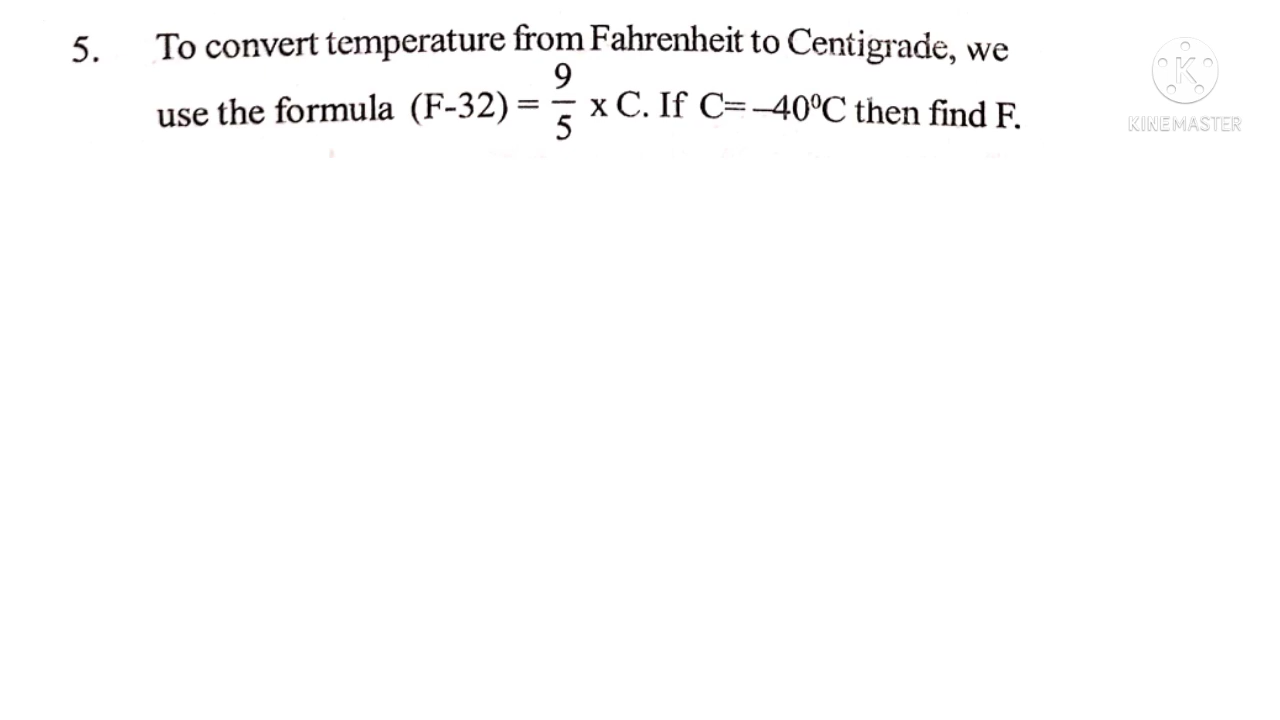 5. To convert temperature from Fahrenheit to Centigrade, we
use the formula (F-32) = 9/5 x C. If C= –40⁰C then find F.
K
KINEMASTER